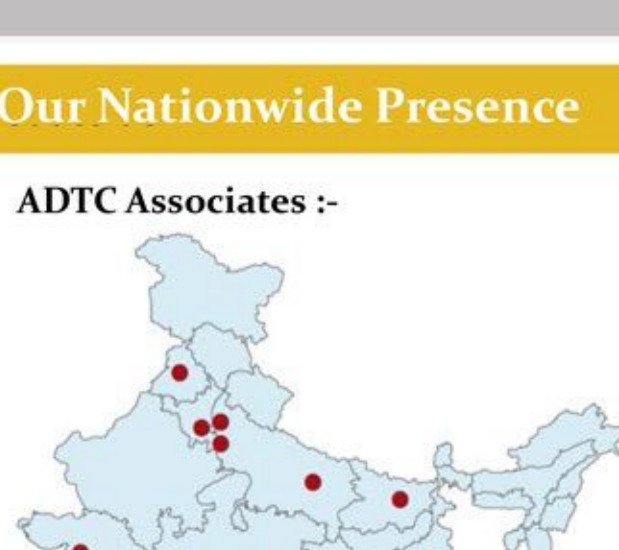 Our Nationwide Presence
ADTC Associates :-